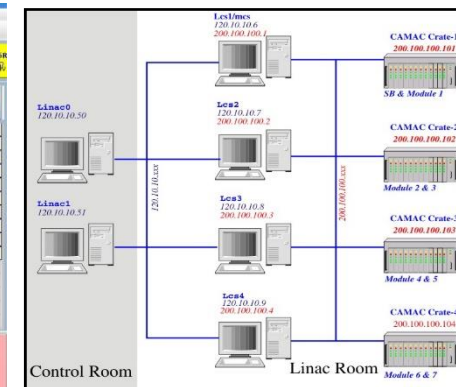 Lcs1/mcs
120.10.10.6
200.100.100.1
CAMAC Crate-1
200.100.100.101
SB & Module 1
Linac0
120.10.10.50
Lcs2
120.10.10.7
200.100.100.2
CAMAC Crate-2
200.100.100.102
Module 2 & 3
120.10.10.xxx
200.100.100.xxx
Linac1
120.10.10.51
Lcs3
120.10.10.8
200.100.100.3
CAMAC Crate-3
200.100.100.103
Module 4 & 5
Lcs4
120.10.10.9
200.100.100.4
CAMAC Crate-4
200.100.100.104
Module 6 & 7
Control Room
Linac Room